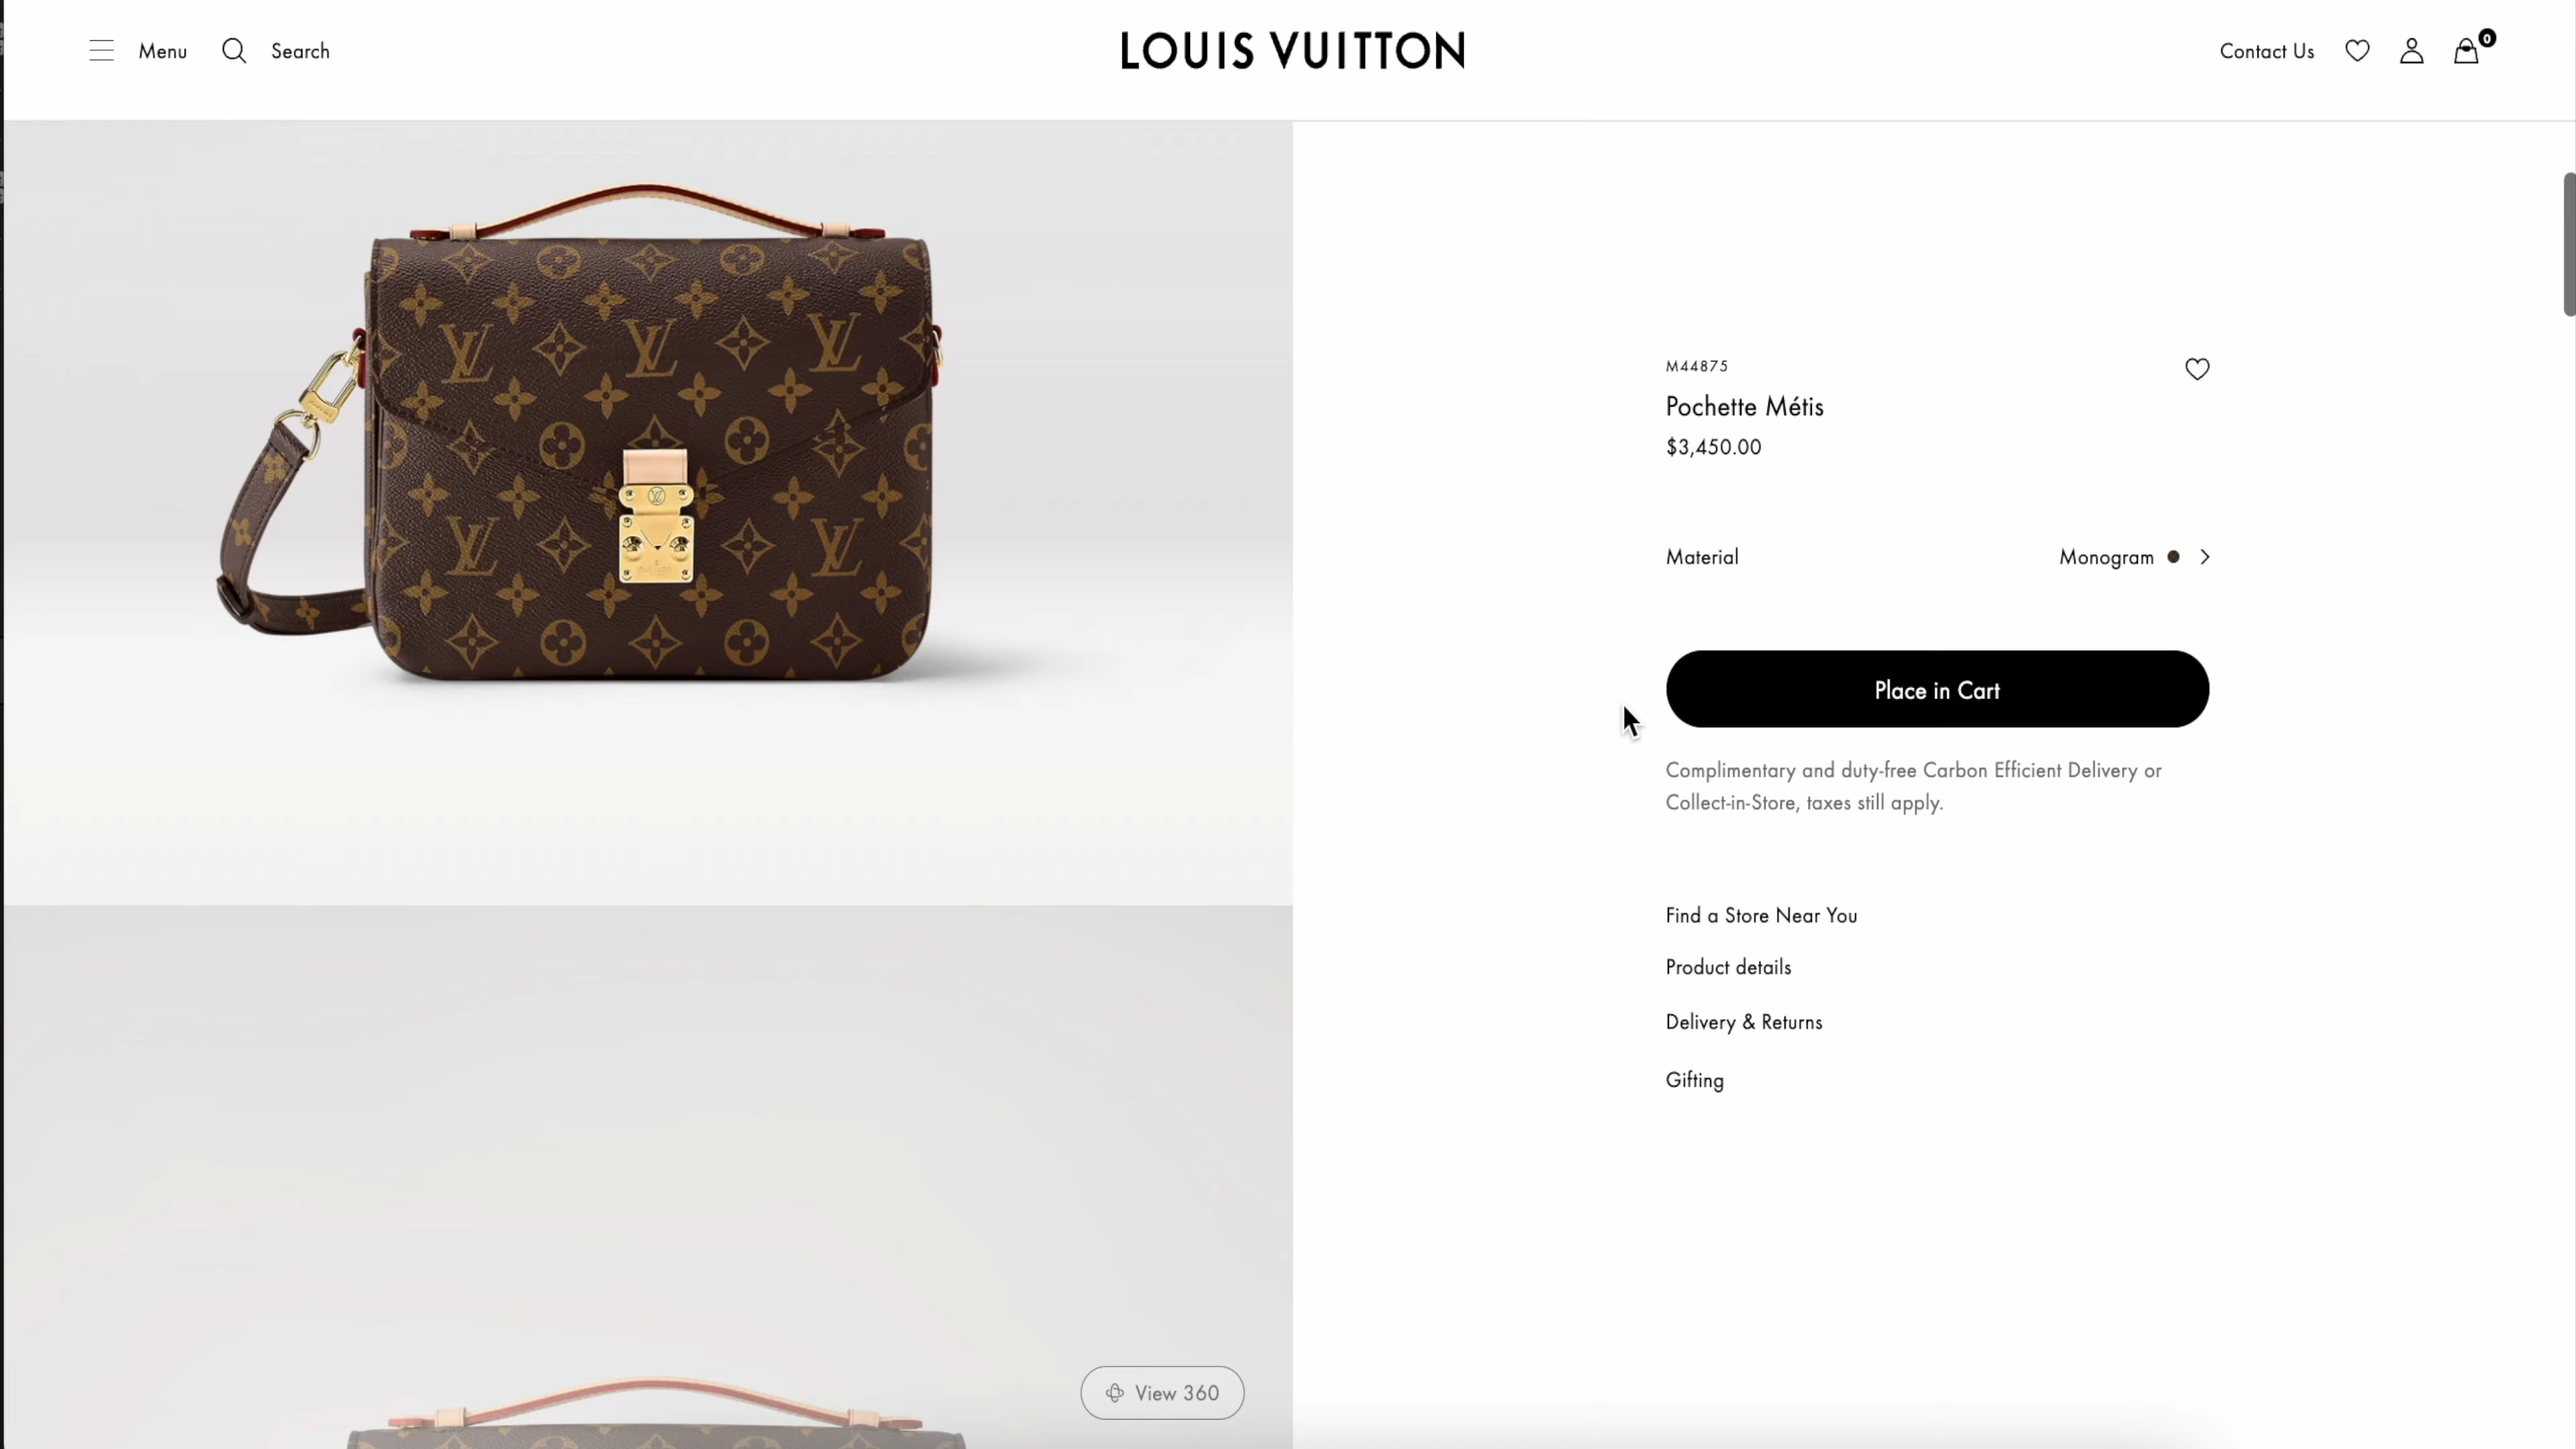 Menu
Search
LOUIS VUITTON
Contact Us
0
M44875
Pochette Métis
$3,450.00
Material
Monogram
Place in Cart
Complimentary and duty-free Carbon Efficient Delivery or
Collect-in-Store, taxes still apply.
Find a Store Near You
Product details
Delivery & Returns
Gifting
View 360